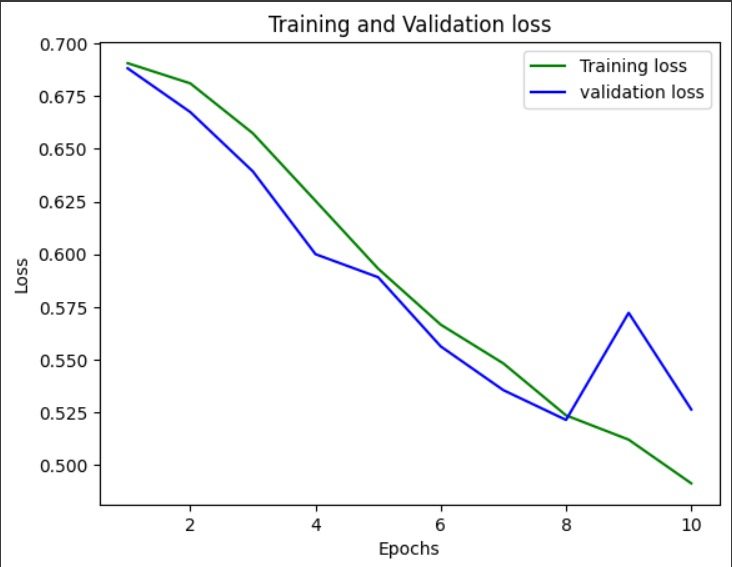 Training and Validation loss
Training loss
validation loss
0.700
0.675
0.650
0.625
0.600
0.575
0.550
0.525
0.500
Loss
2 4 6 8 10
Epochs